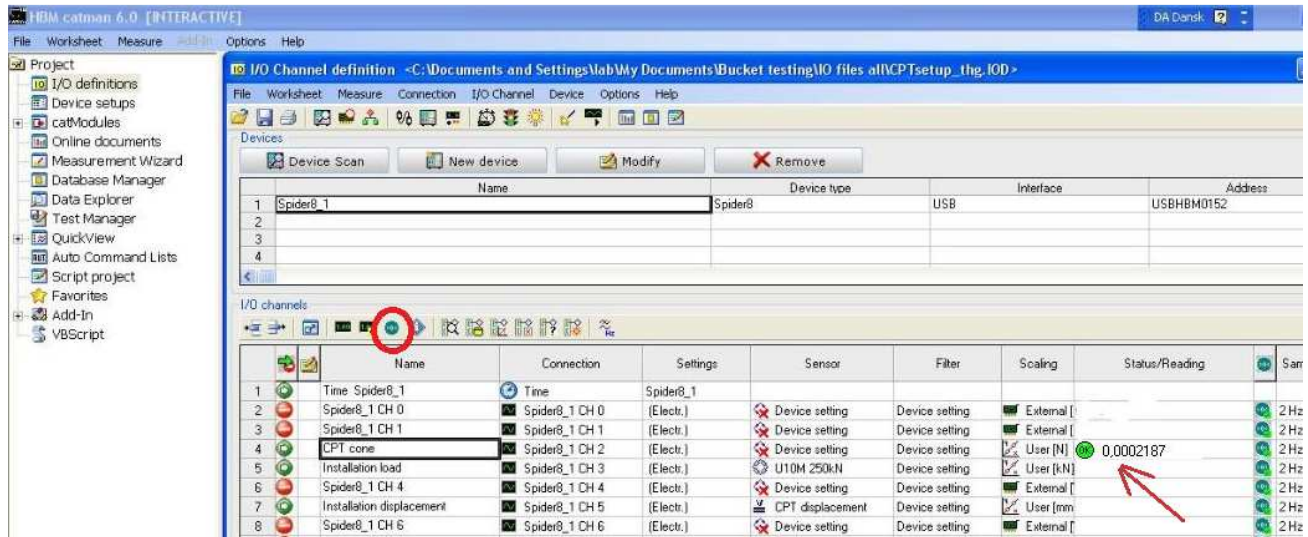 HBM catman 6.0 [INTERACTIVE]
DA Dansk
File Worksheet Measure Add-In Options Help
Project
I/O definitions
Device setups
catModules
Online documents
Measurement Wizard
Database Manager
Data Explorer
Test Manager
QuickView
Auto Command Lists
Script project
Favorites
Add-In
VBScript
I/O Channel definition <C:\Documents and Settings\lab\My Documents\Bucket testing\IO files all\CPTsetup_thg.IOD>
File Worksheet Measure Connection I/O Channel Device Options Help
Devices
Device Scan New device Modify Remove
Name Device type Interface Address
1 Spider8_1 Spider8 USB USBHBM0152
2
3
4
I/O channels
Name Connection Settings Sensor Filter Scaling Status/Reading Sam
1 Time Spider8_1 Time Spider8_1
2 Spider8_1 CH 0 Spider8_1 CH 0 (Electr.) Device setting Device setting External [ 2 Hz
3 Spider8_1 CH 1 Spider8_1 CH 1 (Electr.) Device setting Device setting External [ 2 Hz
4 CPT cone Spider8_1 CH 2 (Electr.) Device setting Device setting User [N] OK 0,0002187 2 Hz
5 Installation load Spider8_1 CH 3 (Electr.) U10M 250kN Device setting User [kN] 2 Hz
6 Spider8_1 CH 4 Spider8_1 CH 4 (Electr.) Device setting Device setting External [ 2 Hz
7 Installation displacement Spider8_1 CH 5 (Electr.) CPT displacement Device setting User [mm 2 Hz
8 Spider8_1 CH 6 Spider8_1 CH 6 (Electr.) Device setting Device setting External [ 2 Hz